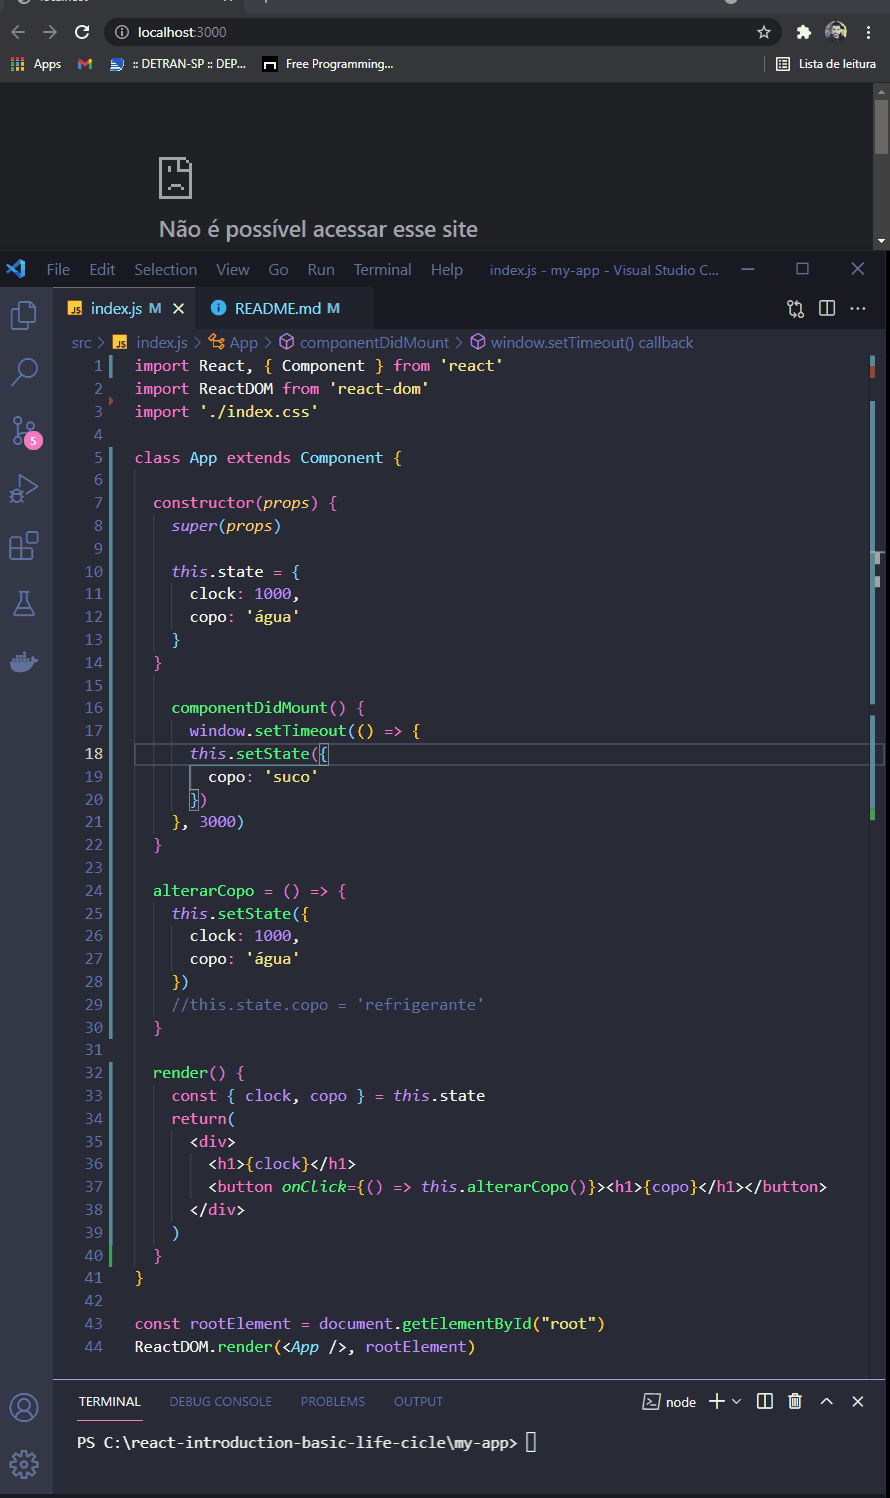 localhost:3000
Apps :: DETRAN-SP :: DEP... Free Programming... Lista de leitura
Não é possível acessar esse site
File Edit Selection View Go Run Terminal Help index.js - my-app - Visual Studio C...
JS index.js M README.md M
src > JS index.js > App > componentDidMount > window.setTimeout() callback
1 import React, { Component } from 'react'
2 import ReactDOM from 'react-dom'
3 import './index.css'
4
5 class App extends Component {
6
7 constructor(props) {
8 super(props)
9
10 this.state = {
11 clock: 1000,
12 copo: 'água'
13 }
14 }
15
16 componentDidMount() {
17 window.setTimeout(() => {
18 this.setState({
19 copo: 'suco'
20 })
21 }, 3000)
22 }
23
24 alterarCopo = () => {
25 this.setState({
26 clock: 1000,
27 copo: 'água'
28 })
29 //this.state.copo = 'refrigerante'
30 }
31
32 render() {
33 const { clock, copo } = this.state
34 return(
35 <div>
36 <h1>{clock}</h1>
37 <button onClick={() => this.alterarCopo()}><h1>{copo}</h1></button>
38 </div>
39 )
40 }
41 }
42
43 const rootElement = document.getElementById("root")
44 ReactDOM.render(<App />, rootElement)
5
TERMINAL DEBUG CONSOLE PROBLEMS OUTPUT node
PS C:\react-introduction-basic-life-cicle\my-app>